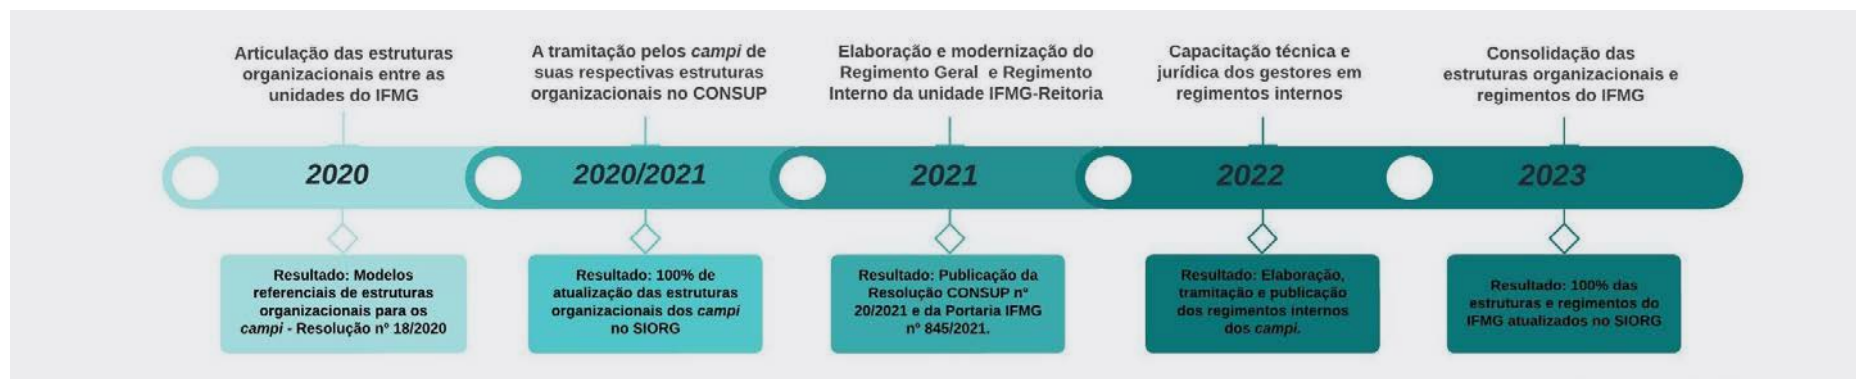 Articulação das estruturas
organizacionais entre as
unidades do IFMG
A tramitação pelos campi de
suas respectivas estruturas
organizacionais no CONSUP
Elaboração e modernização do
Regimento Geral e Regimento
Interno da unidade IFMG-Reitoria
Capacitação técnica e
jurídica dos gestores em
regimentos internos
Consolidação das
estruturas organizacionais e
regimentos do IFMG
2020
2020/2021
2021
2022
2023
Resultado: Modelos
referenciais de estruturas
organizacionais para os
campi - Resolução nº 18/2020
Resultado: 100% de
atualização das estruturas
organizacionais dos campi
no SIORG
Resultado: Publicação da
Resolução CONSUP nº
20/2021 e da Portaria IFMG
nº 845/2021.
Resultado: Elaboração,
tramitação e publicação
dos regimentos internos
dos campi.
Resultado: 100% das
estruturas e regimentos do
IFMG atualizados no SIORG